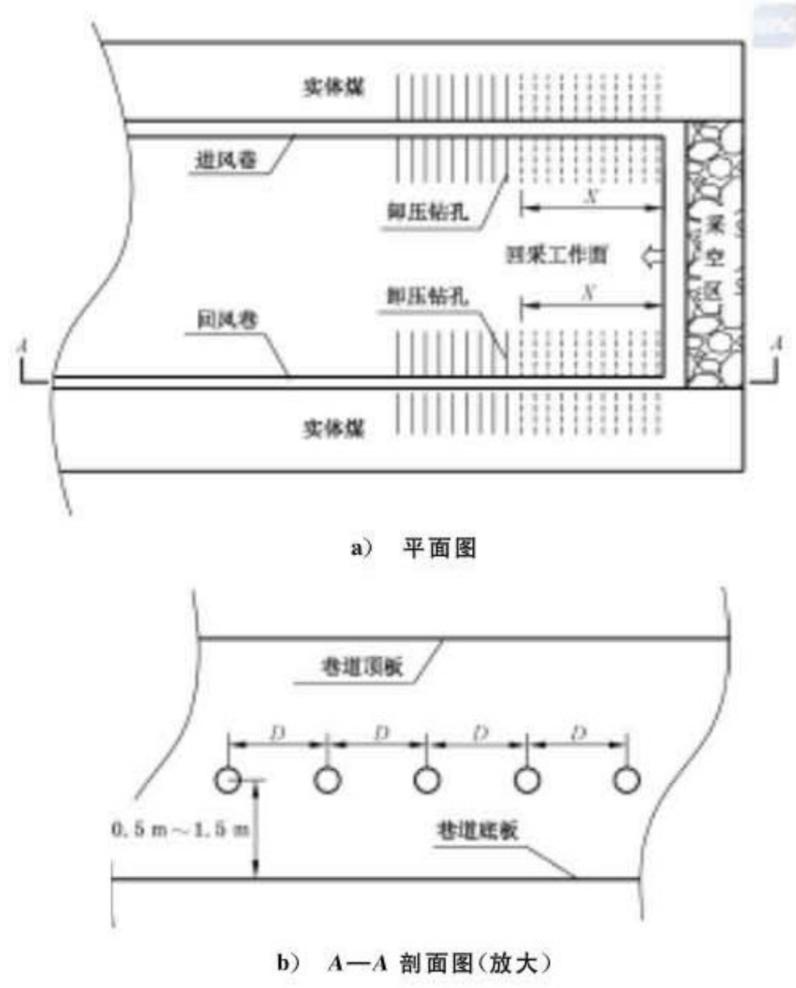 实体煤
进风巷
卸压钻孔
X
回采工作面
采空区
卸压钻孔
X
回风巷
A
A
实体煤
a) 平面图
巷道顶板
D
D
D
D
0.5 m～1.5 m
巷道底板
b) A—A 剖面图(放大)